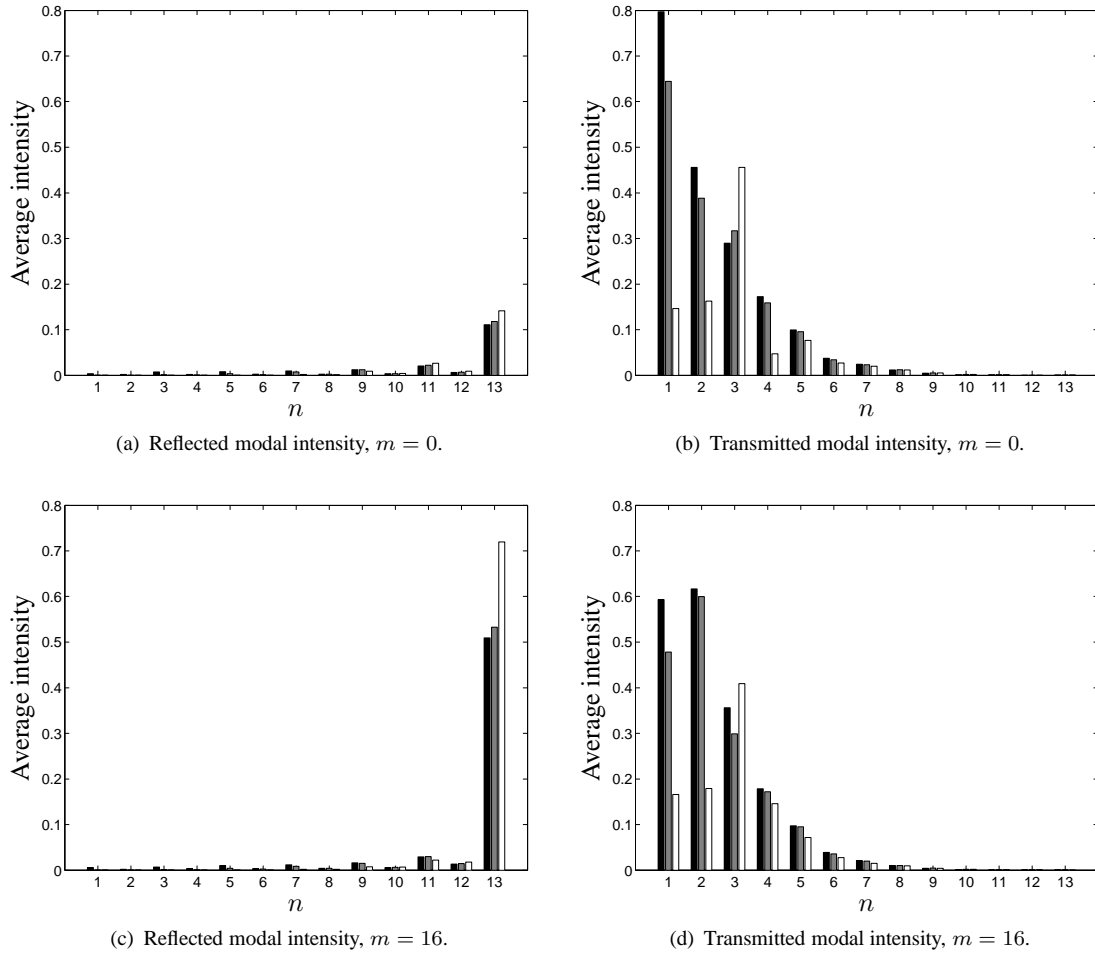 0.8
0.7
0.6
0.5
0.4
0.3
0.2
0.1
0
Average intensity
1 2 3 4 5 6 7 8 9 10 11 12 13
n
(a) Reflected modal intensity, m = 0.
0.8
0.7
0.6
0.5
0.4
0.3
0.2
0.1
0
Average intensity
1 2 3 4 5 6 7 8 9 10 11 12 13
n
(b) Transmitted modal intensity, m = 0.
0.8
0.7
0.6
0.5
0.4
0.3
0.2
0.1
0
Average intensity
1 2 3 4 5 6 7 8 9 10 11 12 13
n
(c) Reflected modal intensity, m = 16.
0.8
0.7
0.6
0.5
0.4
0.3
0.2
0.1
0
Average intensity
1 2 3 4 5 6 7 8 9 10 11 12 13
n
(d) Transmitted modal intensity, m = 16.